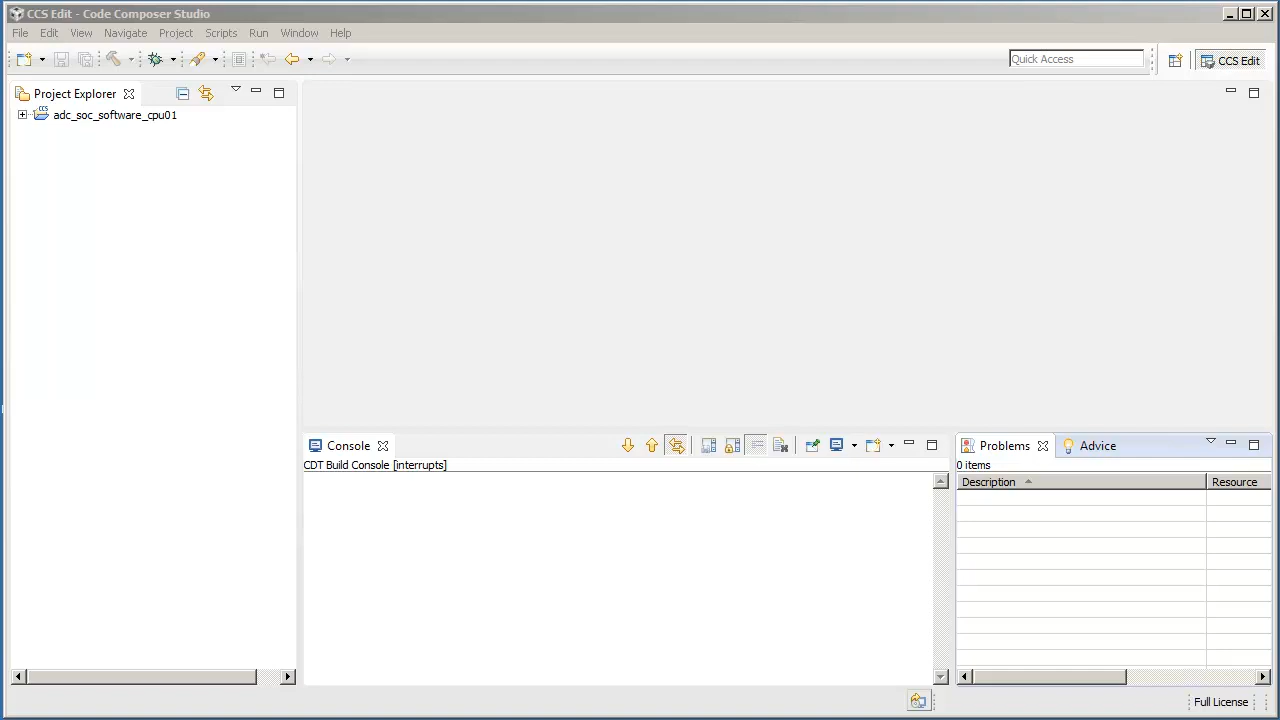 CCS Edit - Code Composer Studio
File Edit View Navigate Project Scripts Run Window Help
Quick Access
CCS Edit
Project Explorer
CCS
adc_soc_software_cpu01
Console
CDT Build Console [interrupts]
Problems
Advice
0 items
Description Resource
Full License